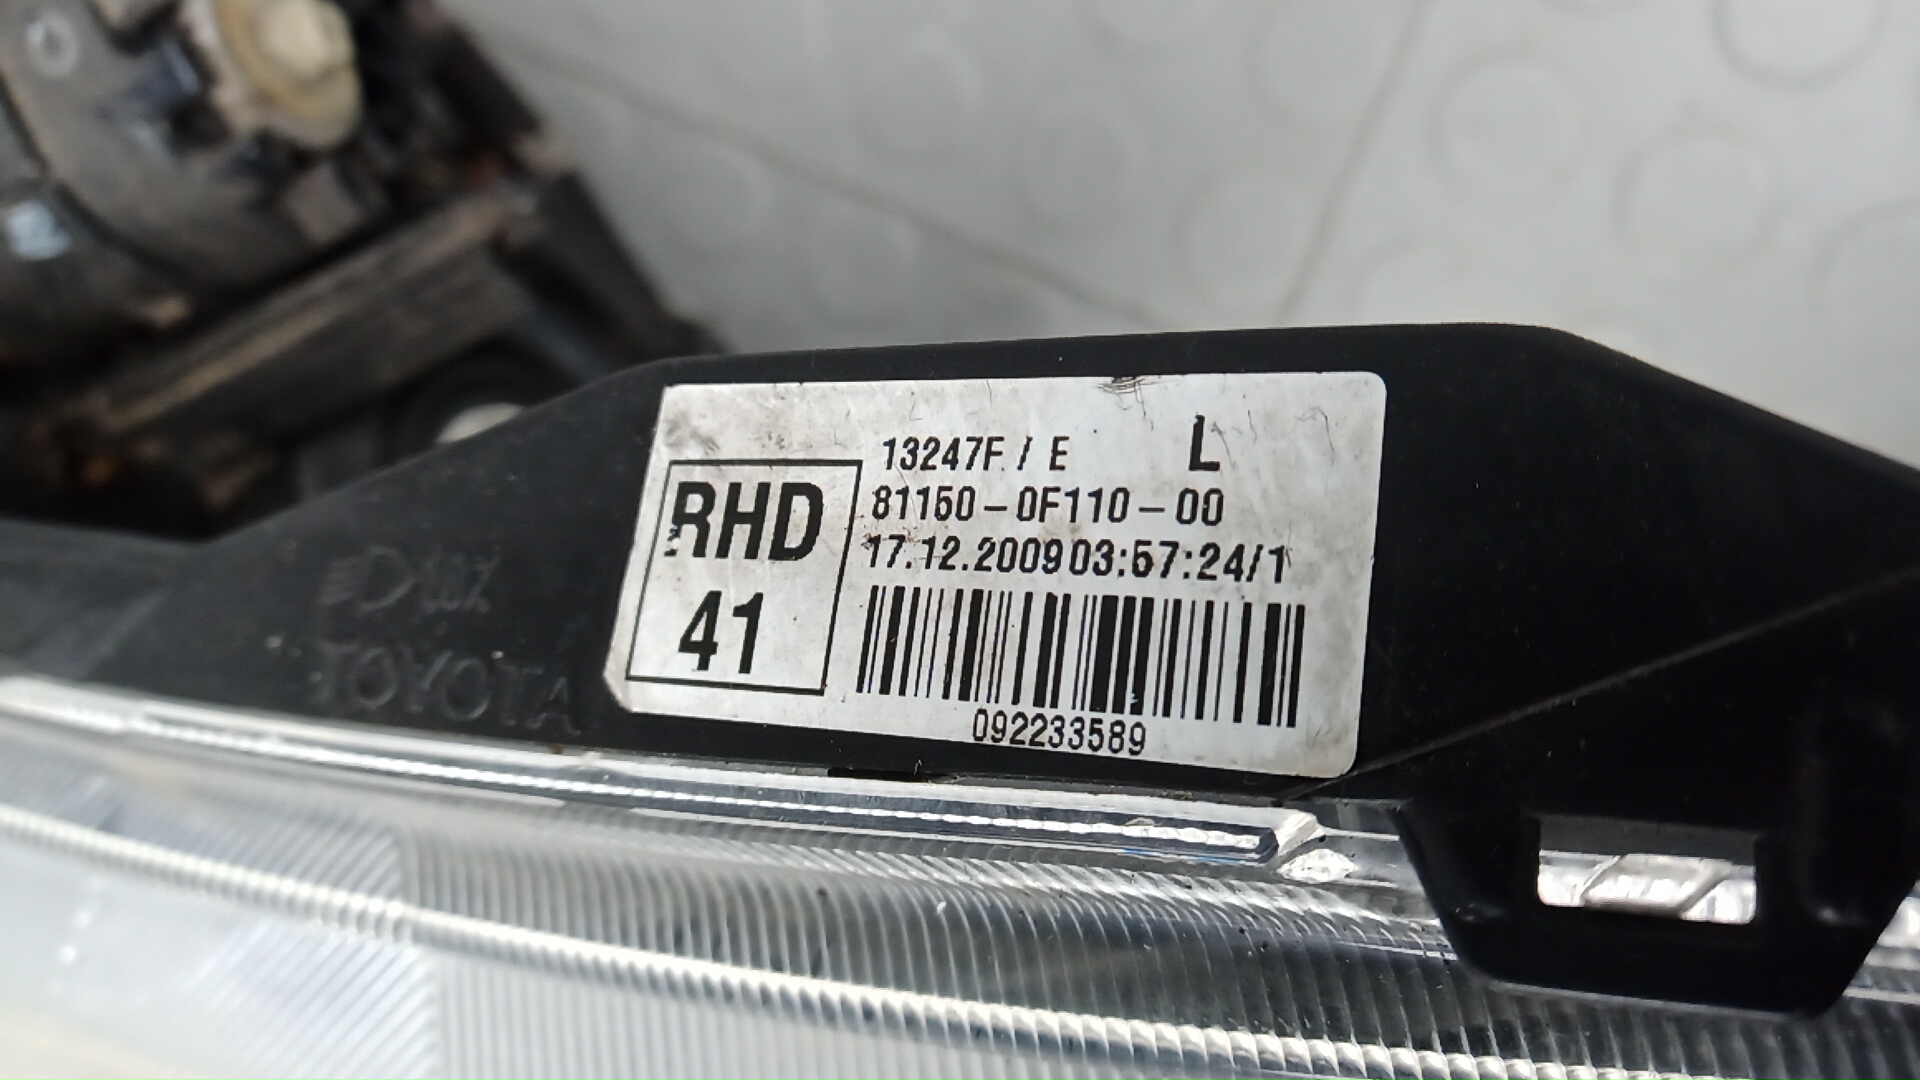 13247F / E L
RHD
81150-0F110-00
17.12.2009 03:57:24/1
41
092233589
TOYOTA